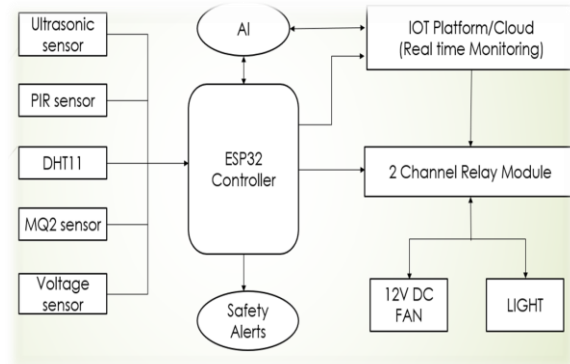 Ultrasonic
sensor
PIR sensor
DHT11
MQ2 sensor
Voltage
sensor
AI
ESP32
Controller
Safety
Alerts
IOT Platform/Cloud
(Real time Monitoring)
2 Channel Relay Module
12V DC
FAN
LIGHT